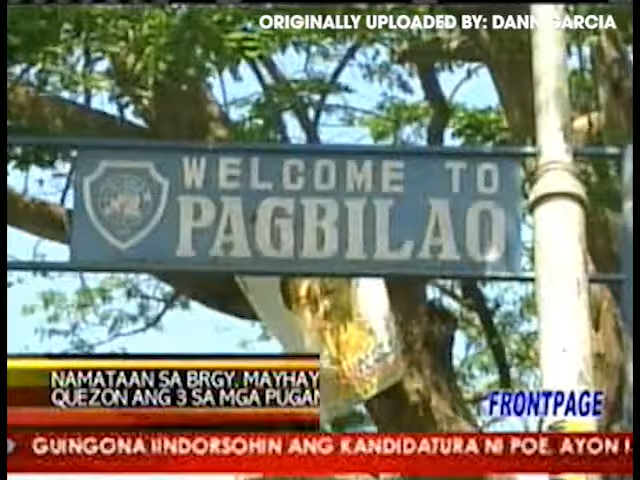 ORIGINALLY UPLOADED BY: DANN GARCIA
WELCOME TO
PAGBILAO
NAMATAAN SA BRGY. MAYHAY
QUEZON ANG 3 SA MGA PUGAN
FRONTPAGE
GUINGONA IINDORSOHIN ANG KANDIDATURA NI POE, AYON